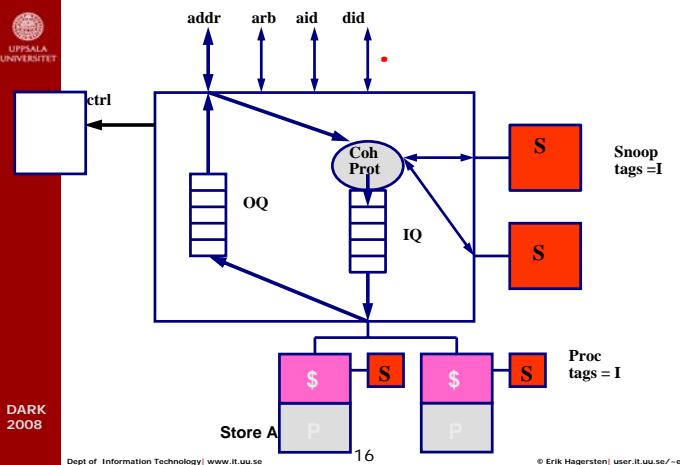 UPPSALA
UNIVERSITET
addr arb aid did
ctrl
Coh
Prot
S
Snoop
tags =I
OQ
IQ
S
$ S $ S
Proc
tags = I
Store A P P
DARK
2008
16
Dept of Information Technology| www.it.uu.se
© Erik Hagersten| user.it.uu.se/~e